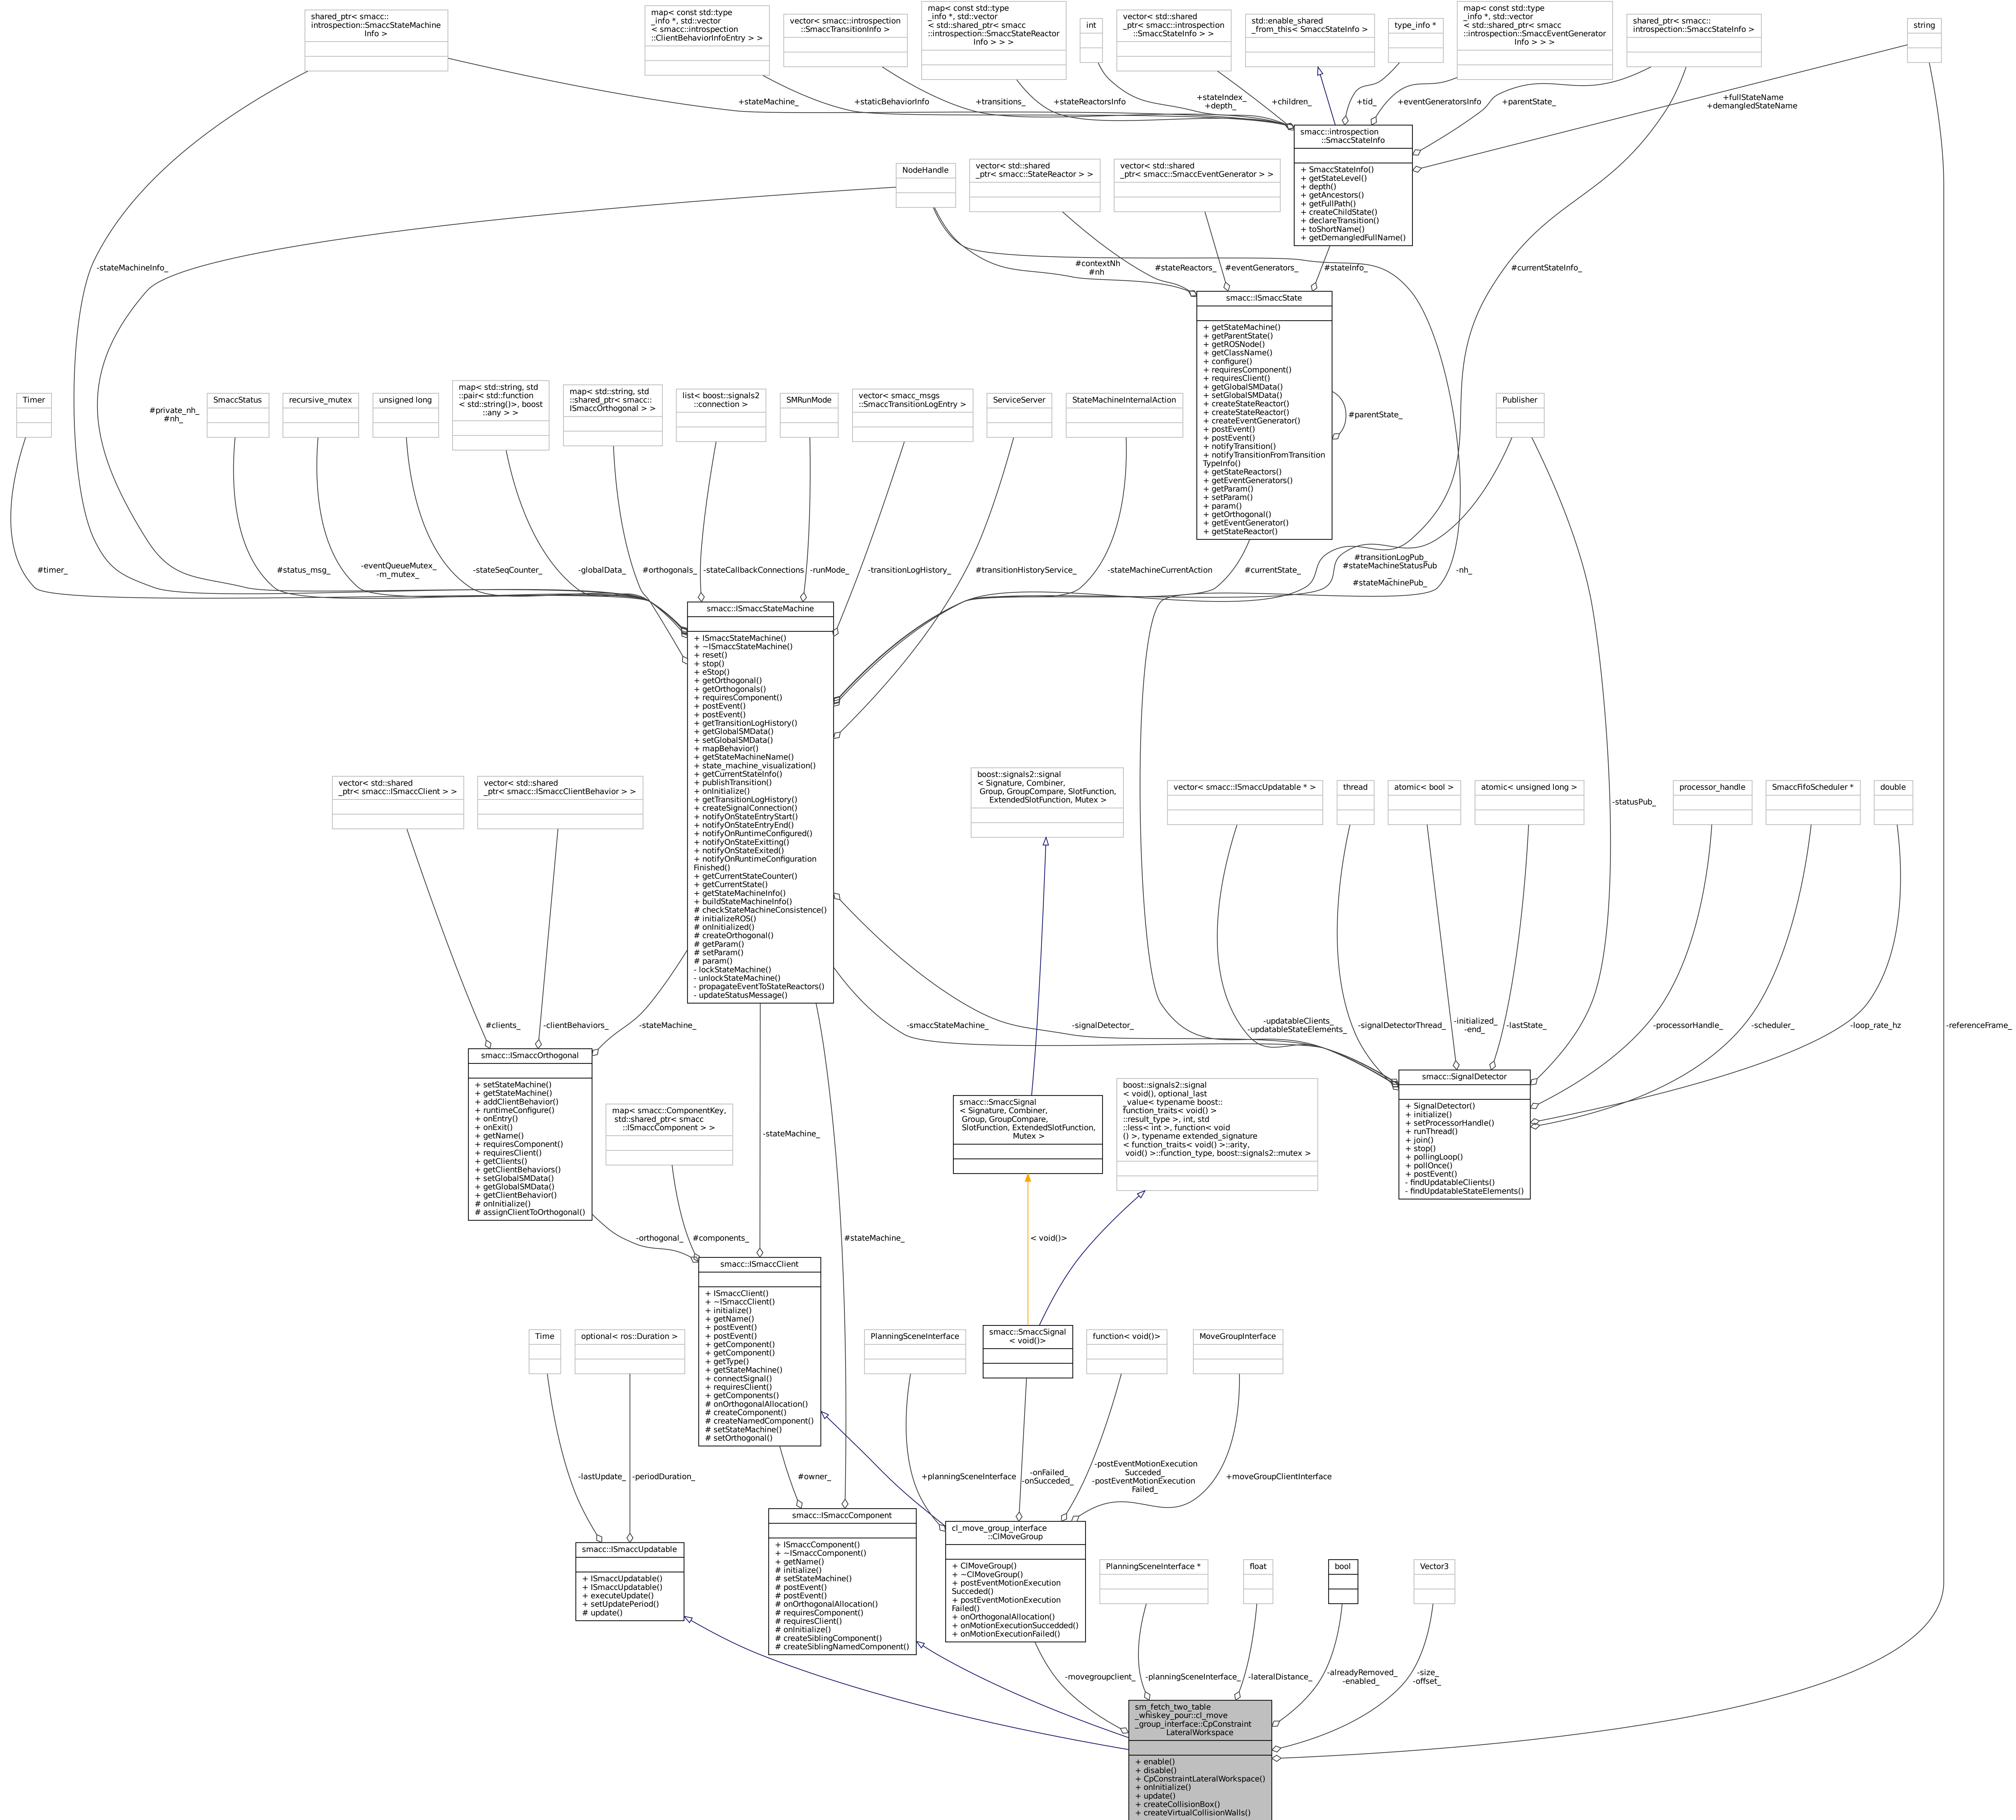 shared_ptr< smacc::
introspection::SmaccStateMachine
Info >
map< const std::type
_info *, std::vector
< smacc::introspection
::ClientBehaviorInfoEntry > >
vector< smacc::introspection
::SmaccTransitionInfo >
map< const std::type
_info *, std::vector
< std::shared_ptr< smacc
::introspection::SmaccStateReactor
Info > > >
int
vector< std::shared
_ptr< smacc::introspection
::SmaccStateInfo > >
std::enable_shared
_from_this< SmaccStateInfo >
type_info *
map< const std::type
_info *, std::vector
< std::shared_ptr< smacc
::introspection::SmaccEventGenerator
Info > > >
shared_ptr< smacc::
introspection::SmaccStateInfo >
string
+stateMachine_
+staticBehaviorInfo
+transitions_
+stateReactorsInfo
+stateIndex_
+depth_
+children_
+tid_
+eventGeneratorsInfo
+parentState_
+fullStateName
+demangledStateName
smacc::introspection
::SmaccStateInfo
+ SmaccStateInfo()
+ getStateLevel()
+ depth()
+ getAncestors()
+ getFullPath()
+ createChildState()
+ declareTransition()
+ toShortName()
+ getDemangledFullName()
NodeHandle
vector< std::shared
_ptr< smacc::StateReactor > >
vector< std::shared
_ptr< smacc::SmaccEventGenerator > >
-stateMachineInfo_
#contextNh
#nh
#stateReactors_
#eventGenerators_
#stateInfo_
#currentStateInfo_
smacc::ISmaccState
+ getStateMachine()
+ getParentState()
+ getROSNode()
+ getClassName()
+ configure()
+ requiresComponent()
+ requiresClient()
+ getGlobalSMData()
+ setGlobalSMData()
+ createStateReactor()
+ createStateReactor()
+ createEventGenerator()
+ postEvent()
+ postEvent()
+ notifyTransition()
+ notifyTransitionFromTransition
TypeInfo()
+ getStateReactors()
+ getEventGenerators()
+ getParam()
+ setParam()
+ param()
+ getOrthogonal()
+ getEventGenerator()
+ getStateReactor()
#parentState_
Timer
#private_nh_
#nh_
SmaccStatus
recursive_mutex
unsigned long
map< std::string, std
::pair< std::function
< std::string()>, boost
::any > >
map< std::string, std
::shared_ptr< smacc::
ISmaccOrthogonal > >
list< boost::signals2
::connection >
SMRunMode
vector< smacc_msgs
::SmaccTransitionLogEntry >
ServiceServer
StateMachineInternalAction
Publisher
#timer_
#status_msg_
-eventQueueMutex_
-m_mutex_
-stateSeqCounter_
-globalData_
#orthogonals_
-stateCallbackConnections
-runMode_
-transitionLogHistory_
#transitionHistoryService_
-stateMachineCurrentAction
#currentState_
#transitionLogPub_
#stateMachineStatusPub
_
#stateMachinePub_
-nh_
smacc::ISmaccStateMachine
+ ISmaccStateMachine()
+ ~ISmaccStateMachine()
+ reset()
+ stop()
+ eStop()
+ getOrthogonal()
+ getOrthogonals()
+ requiresComponent()
+ postEvent()
+ postEvent()
+ getTransitionLogHistory()
+ getGlobalSMData()
+ setGlobalSMData()
+ mapBehavior()
+ getStateMachineName()
+ state_machine_visualization()
+ getCurrentStateInfo()
+ publishTransition()
+ onInitialize()
+ getTransitionLogHistory()
+ createSignalConnection()
+ notifyOnStateEntryStart()
+ notifyOnStateEntryEnd()
+ notifyOnRuntimeConfigured()
+ notifyOnStateExitting()
+ notifyOnStateExited()
+ notifyOnRuntimeConfiguration
Finished()
+ getCurrentStateCounter()
+ getCurrentState()
+ getStateMachineInfo()
+ buildStateMachineInfo()
# checkStateMachineConsistence()
# initializeROS()
# onInitialized()
# createOrthogonal()
# getParam()
# setParam()
# param()
- lockStateMachine()
- unlockStateMachine()
- propagateEventToStateReactors()
- updateStatusMessage()
vector< std::shared
_ptr< smacc::ISmaccClient > >
vector< std::shared
_ptr< smacc::ISmaccClientBehavior > >
boost::signals2::signal
< Signature, Combiner,
Group, GroupCompare, SlotFunction,
ExtendedSlotFunction, Mutex >
vector< smacc::ISmaccUpdatable * >
thread
atomic< bool >
atomic< unsigned long >
-statusPub_
processor_handle
SmaccFifoScheduler *
double
#clients_
-clientBehaviors_
-stateMachine_
-smaccStateMachine_
-signalDetector_
-updatableClients_
-updatableStateElements_
-signalDetectorThread_
-initialized_
-end_
-lastState_
-processorHandle_
-scheduler_
-loop_rate_hz
-referenceFrame_
smacc::ISmaccOrthogonal
+ setStateMachine()
+ getStateMachine()
+ addClientBehavior()
+ runtimeConfigure()
+ onEntry()
+ onExit()
+ getName()
+ requiresComponent()
+ requiresClient()
+ getClients()
+ getClientBehaviors()
+ setGlobalSMData()
+ getGlobalSMData()
+ getClientBehavior()
# onInitialize()
# assignClientToOrthogonal()
smacc::SignalDetector
+ SignalDetector()
+ initialize()
+ setProcessorHandle()
+ runThread()
+ join()
+ stop()
+ pollingLoop()
+ pollOnce()
+ postEvent()
- findUpdatableClients()
- findUpdatableStateElements()
map< smacc::ComponentKey,
std::shared_ptr< smacc
::ISmaccComponent > >
-stateMachine_
smacc::SmaccSignal
< Signature, Combiner,
Group, GroupCompare,
SlotFunction, ExtendedSlotFunction,
Mutex >
boost::signals2::signal
< void(), optional_last
_value< typename boost::
function_traits< void() >
::result_type >, int, std
::less< int >, function< void
() >, typename extended_signature
< function_traits< void() >::arity,
void() >::function_type, boost::signals2::mutex >
-orthogonal_
#components_
#stateMachine_
< void()>
smacc::ISmaccClient
+ ISmaccClient()
+ ~ISmaccClient()
+ initialize()
+ getName()
+ postEvent()
+ postEvent()
+ getComponent()
+ getComponent()
+ getType()
+ getStateMachine()
+ connectSignal()
+ requiresClient()
+ getComponents()
# onOrthogonalAllocation()
# createComponent()
# createNamedComponent()
# setStateMachine()
# setOrthogonal()
Time
optional< ros::Duration >
PlanningSceneInterface
smacc::SmaccSignal
< void()>
function< void()>
MoveGroupInterface
-lastUpdate_
-periodDuration_
#owner_
+planningSceneInterface
-onFailed_
-onSucceded_
-postEventMotionExecution
Succeded_
-postEventMotionExecution
Failed_
+moveGroupClientInterface
smacc::ISmaccUpdatable
+ ISmaccUpdatable()
+ ISmaccUpdatable()
+ executeUpdate()
+ setUpdatePeriod()
# update()
smacc::ISmaccComponent
+ ISmaccComponent()
+ ~ISmaccComponent()
+ getName()
# initialize()
# setStateMachine()
# postEvent()
# postEvent()
# onOrthogonalAllocation()
# requiresComponent()
# requiresClient()
# onInitialize()
# createSiblingComponent()
# createSiblingNamedComponent()
cl_move_group_interface
::ClMoveGroup
+ ClMoveGroup()
+ ~ClMoveGroup()
+ postEventMotionExecution
Succeded()
+ postEventMotionExecution
Failed()
+ onOrthogonalAllocation()
+ onMotionExecutionSuccedded()
+ onMotionExecutionFailed()
PlanningSceneInterface *
float
bool
Vector3
-movegroupclient_
-planningSceneInterface_
-lateralDistance_
-alreadyRemoved_
-enabled_
-size_
-offset_
sm_fetch_two_table
_whiskey_pour::cl_move
_group_interface::CpConstraint
LateralWorkspace
+ enable()
+ disable()
+ CpConstraintLateralWorkspace()
+ onInitialize()
+ update()
+ createCollisionBox()
+ createVirtualCollisionWalls()